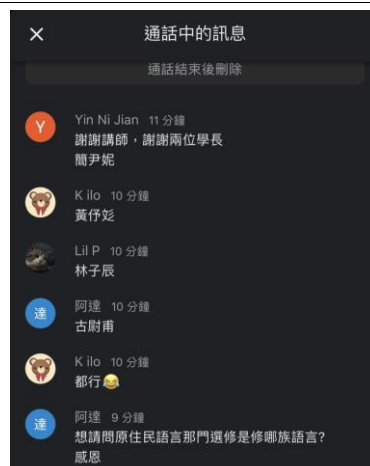 通話中的訊息
通話結束後刪除
Yin Ni Jian 11 分鐘
謝謝講師，謝謝兩位學長
簡尹妮
K ilo 10 分鐘
黃伃彣
Lil P 10 分鐘
林子辰
阿達 10 分鐘
古尉甫
K ilo 10 分鐘
都行😂
阿達 9 分鐘
想請問原住民語言那門選修是修哪族語言?
感恩
Y
達
達